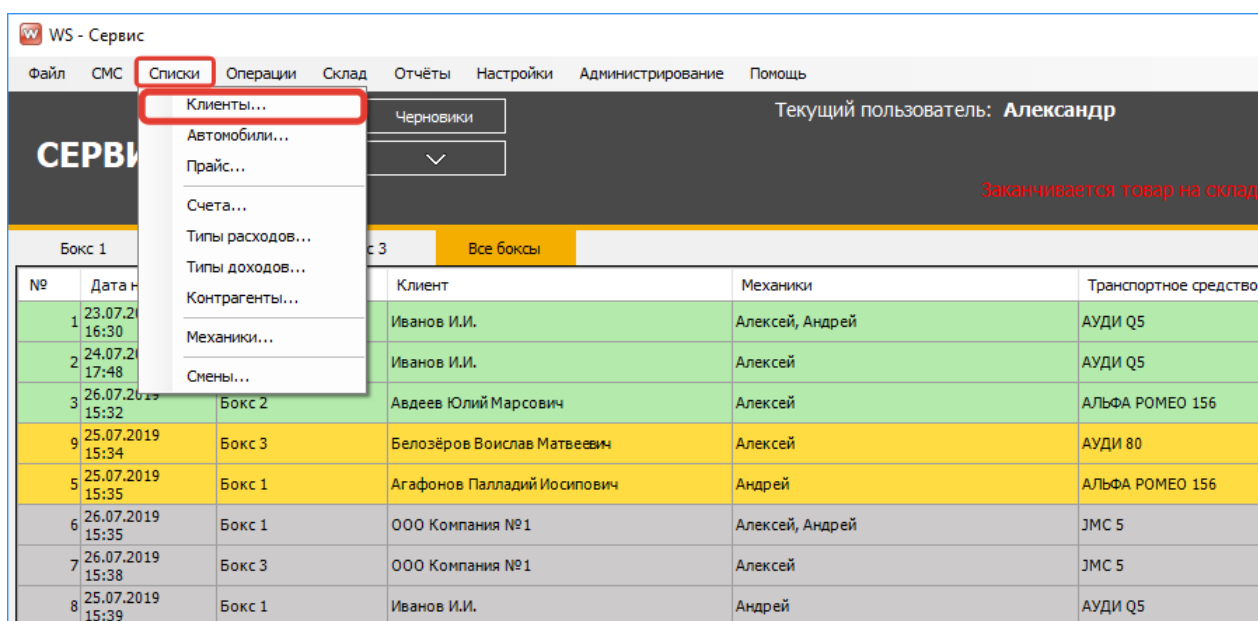 WS - Сервис
Файл СМС Списки Операции Склад Отчёты Настройки Администрирование Помощь
Клиенты...
Автомобили...
Прайс...
Счета...
Типы расходов...
Типы доходов...
Контрагенты...
Механики...
Смены...
Черновики
Текущий пользователь: Александр
Заканчивается товар на склад
Бокс 1 3 Все боксы
№ Дата Клиент Механики Транспортное средство
1 23.07.20 16:30 Иванов И.И. Алексей, Андрей АУДИ Q5
2 24.07.20 17:48 Иванов И.И. Алексей АУДИ Q5
3 26.07.2019 15:32 Бокс 2 Авдеев Юлий Марсович Алексей АЛЬФА РОМЕО 156
9 25.07.2019 15:34 Бокс 3 Белозёров Воислав Матвеевич Алексей АУДИ 80
5 25.07.2019 15:35 Бокс 1 Агафонов Палладий Иосипович Андрей АЛЬФА РОМЕО 156
6 26.07.2019 15:35 Бокс 1 ООО Компания №1 Алексей, Андрей JMC 5
7 26.07.2019 15:38 Бокс 3 ООО Компания №1 Алексей JMC 5
8 25.07.2019 15:39 Бокс 1 Иванов И.И. Андрей АУДИ Q5